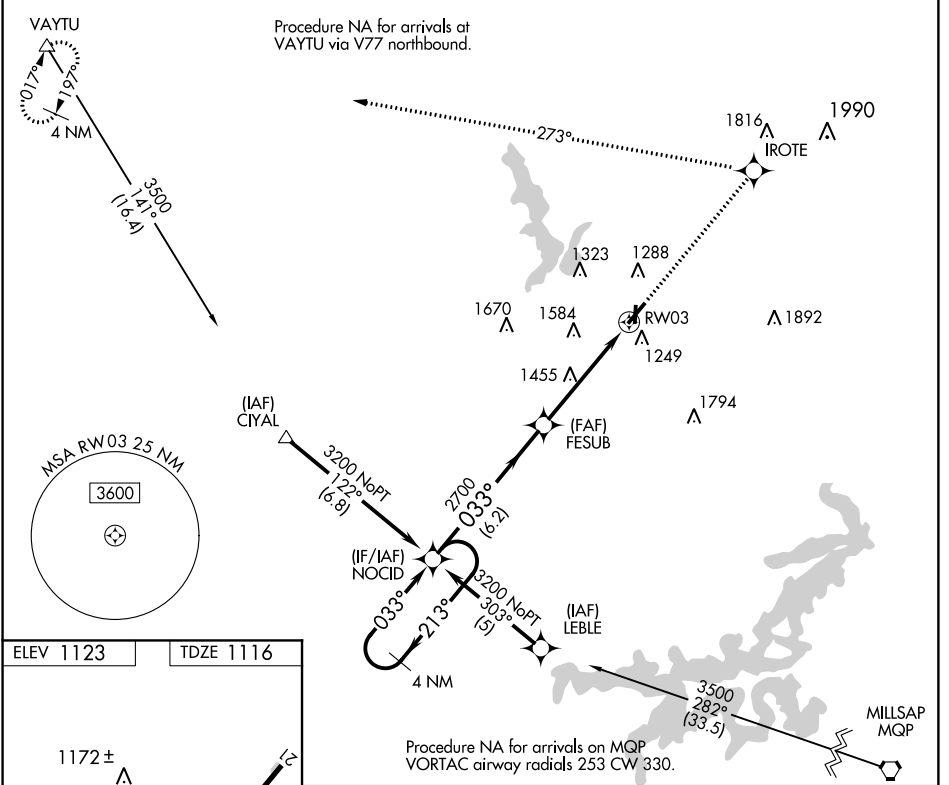 VAYTU
Procedure NA for arrivals at
VAYTU via V77 northbound.
017°
197°
4 NM
273°
1816
1990
IROTE
3500
141°
(16.4)
1323
1288
1670
1584
RW03
1892
1249
1455
1794
(IAF)
CIYAL
(FAF)
FESUB
MSA RW03 25 NM
3600
3200 NoPT
122°
(6.8)
2700
033°
(6.2)
(IF/IAF)
NOCID
3200 NoPT
303°
(5)
(IAF)
LEBLE
033°
213°
4 NM
ELEV 1123
TDZE 1116
3500
282°
(33.5)
MILLSAP
MQP
Procedure NA for arrivals on MQP
VORTAC airway radials 253 CW 330.
1172 ±
21